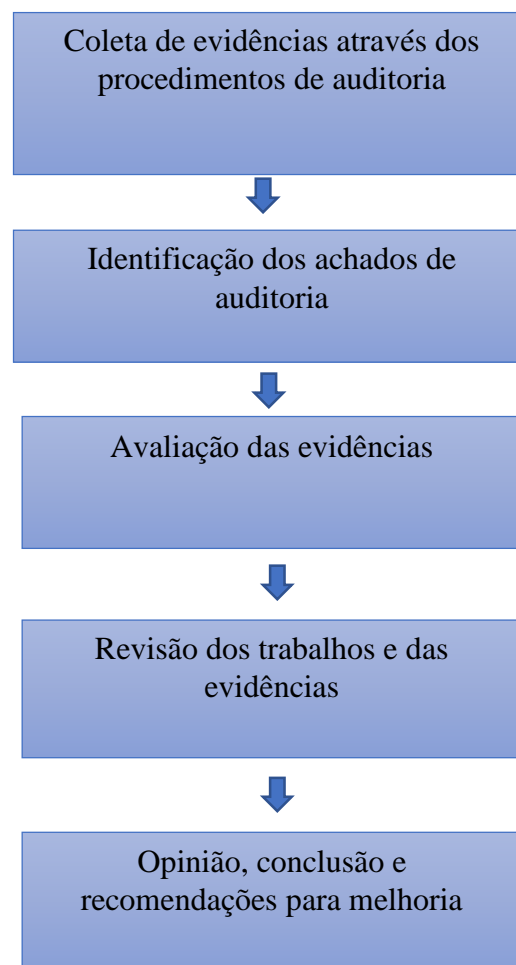 Coleta de evidências através dos
procedimentos de auditoria
Identificação dos achados de
auditoria
Avaliação das evidências
Revisão dos trabalhos e das
evidências
Opinião, conclusão e
recomendações para melhoria